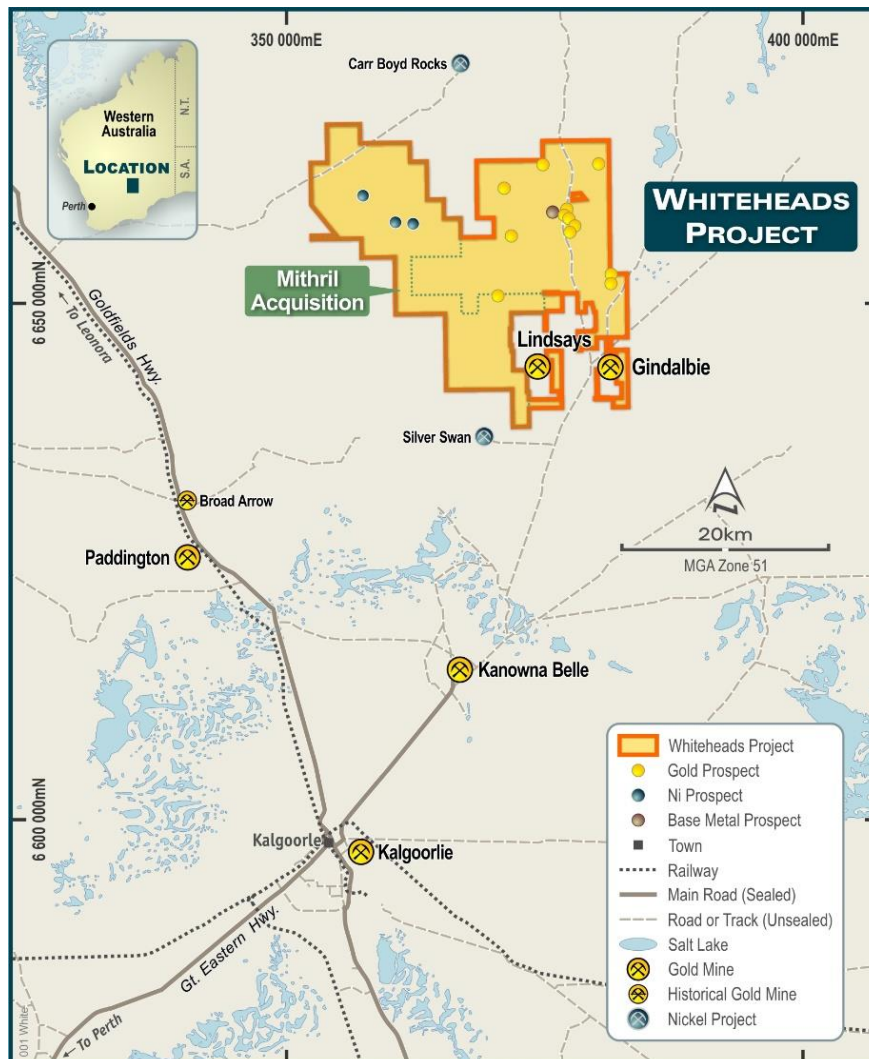 350 000mE
400 000mE
Carr Boyd Rocks
Western
Australia
N.T.
S.A.
LOCATION
Perth
WHITEHEADS
PROJECT
Mithril
Acquisition
6 650 000mN
Goldfields Hwy.
To Leonora
Lindsays
Gindalbie
Silver Swan
Broad Arrow
Paddington
20km
MGA Zone 51
Kanowna Belle
6 600 000mN
Kalgoorle
Kalgoorlie
Gt. Eastern Hwy.
To Perth
001 White
Whiteheads Project
Gold Prospect
Ni Prospect
Base Metal Prospect
Town
Railway
Main Road (Sealed)
Road or Track (Unsealed)
Salt Lake
Gold Mine
Historical Gold Mine
Nickel Project